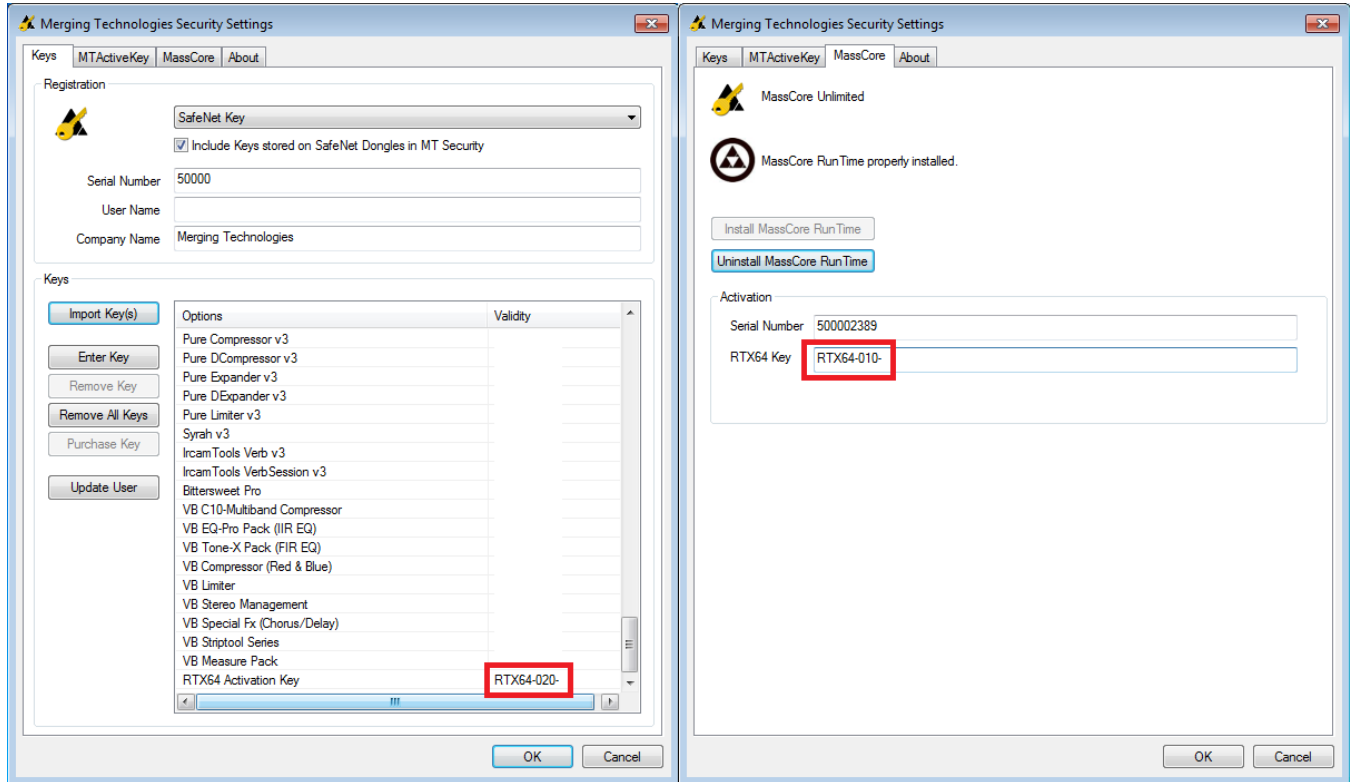 Merging Technologies Security Settings
Keys MTActiveKey MassCore About
Registration
SafeNet Key
Include Keys stored on SafeNet Dongles in MT Security
Serial Number 50000
User Name
Company Name Merging Technologies
Keys
Import Key(s)
Enter Key
Remove Key
Remove All Keys
Purchase Key
Update User
Options Validity
Pure Compressor v3
Pure DCompressor v3
Pure Expander v3
Pure DExpander v3
Pure Limiter v3
Syrah v3
IrcamTools Verb v3
IrcamTools VerbSession v3
Bittersweet Pro
VB C10-Multiband Compressor
VB EQ-Pro Pack (IIR EQ)
VB Tone-X Pack (FIR EQ)
VB Compressor (Red & Blue)
VB Limiter
VB Stereo Management
VB Special Fx (Chorus/Delay)
VB Striptool Series
VB Measure Pack
RTX64 Activation Key RTX64-020-
OK Cancel
Merging Technologies Security Settings
Keys MTActiveKey MassCore About
MassCore Unlimited
MassCore RunTime properly installed.
Install MassCore RunTime
Uninstall MassCore RunTime
Activation
Serial Number 500002389
RTX64 Key RTX64-010-
OK Cancel